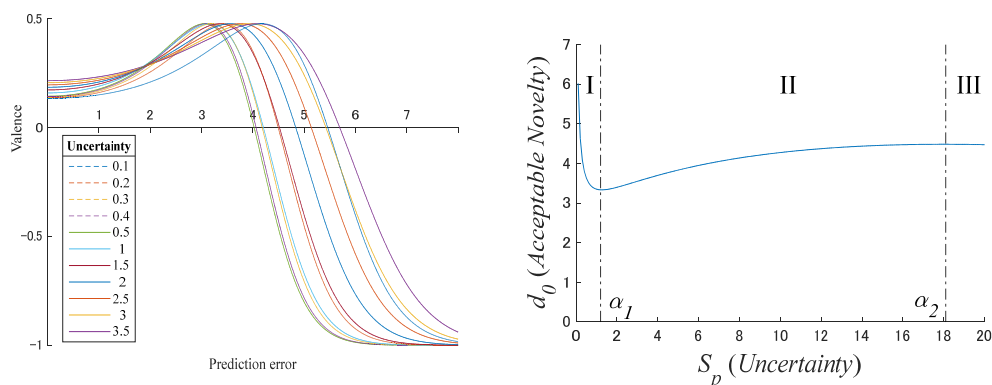 0.5
0
−0.5
−1
1 2 3 4 5 6 7
Valence
Prediction error
Uncertainty
0.1
0.2
0.3
0.4
0.5
1
1.5
2
2.5
3
3.5
7
6
5
4
3
2
1
0
d0 (Acceptable Novelty)
I II III
α1 α2
0 2 4 6 8 10 12 14 16 18 20
Sp (Uncertainty)